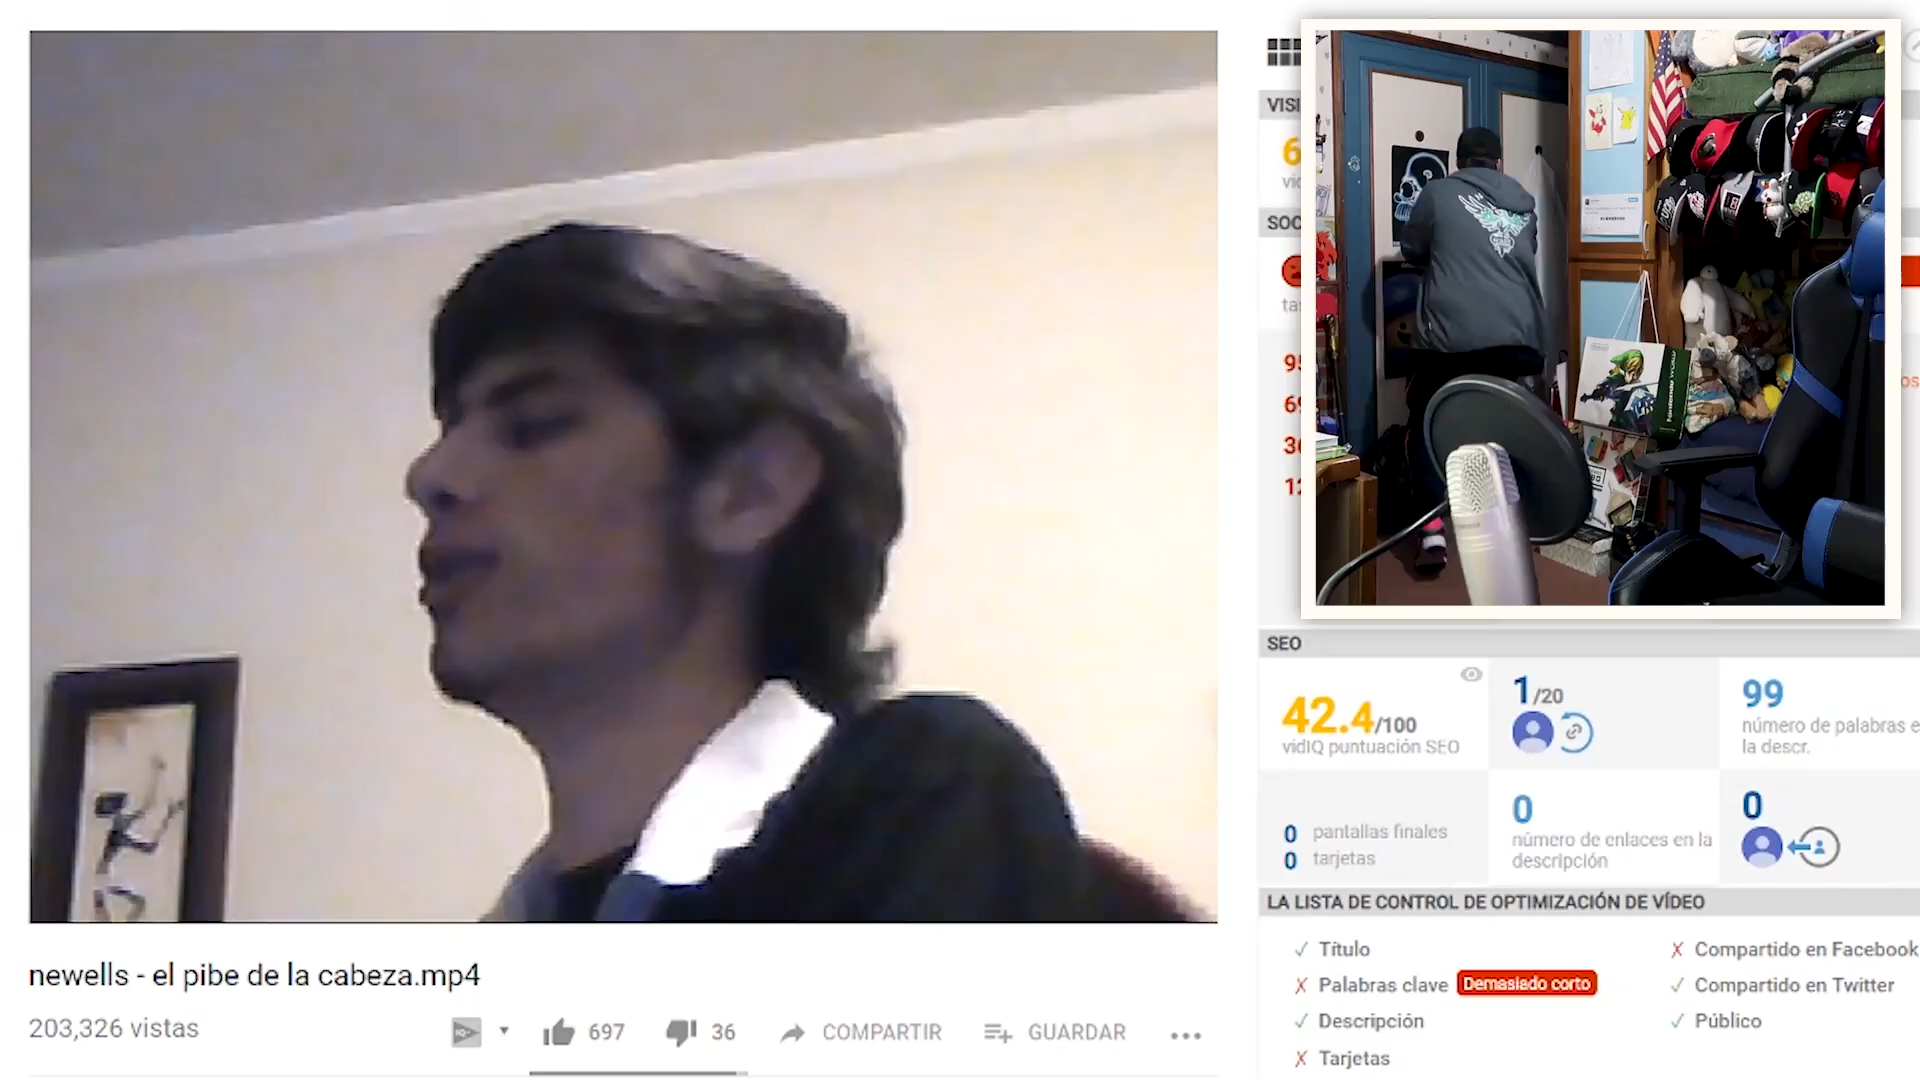 newells - el pibe de la cabeza.mp4
203,326 vistas
697
36
COMPARTIR
GUARDAR
VISI
6
SOC
SEO
42.4/100
vidIQ puntuación SEO
1/20
99
número de palabras e
la descr.
0 pantallas finales
0 tarjetas
0
número de enlaces en la
descripción
0
LA LISTA DE CONTROL DE OPTIMIZACIÓN DE VÍDEO
✓ Título
✗ Palabras clave Demasiado corto
✓ Descripción
✗ Tarjetas
✗ Compartido en Facebook
✓ Compartido en Twitter
✓ Público